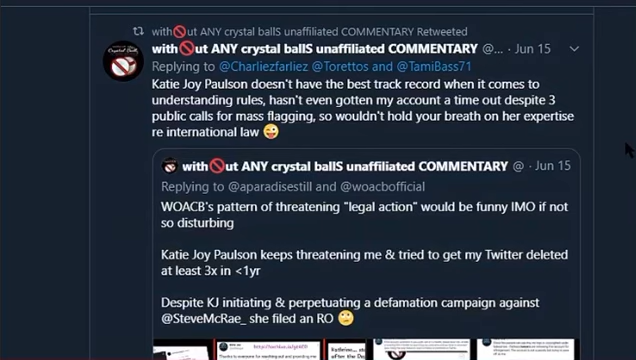 with🚫ut ANY crystal ballS unaffiliated COMMENTARY Retweeted
with🚫ut ANY crystal ballS unaffiliated COMMENTARY @... · Jun 15
Replying to @Charliezfarliez @Torettos and @TamiBass71
Katie Joy Paulson doesn't have the best track record when it comes to
understanding rules, hasn't even gotten my account a time out despite 3
public calls for mass flagging, so wouldn't hold your breath on her expertise
re international law 😜
with🚫ut ANY crystal ballS unaffiliated COMMENTARY @ · Jun 15
Replying to @aparadisestill and @woacbofficial
WOACB's pattern of threatening "legal action" would be funny IMO if not
so disturbing
Katie Joy Paulson keeps threatening me & tried to get my Twitter deleted
at least 3x in <1yr
Despite KJ initiating & perpetuating a defamation campaign against
@SteveMcRae_ she filed an RO 🙄